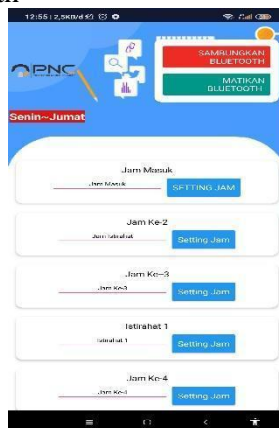 12:55 | 2,5KB/d
PNC
SAMBUNGKAN
BLUETOOTH
MATIKAN
BLUETOOTH
Senin~Jumat
Jam Masuk
Jam Masuk
SETTING JAM
Jam Ke-2
Jam Istirahat
Setting Jam
Jam Ke-3
Jam Ke-3
Setting Jam
Istirahat 1
Istirahat 1
Setting Jam
Jam Ke-4
Jam Ke-4
Setting Jam